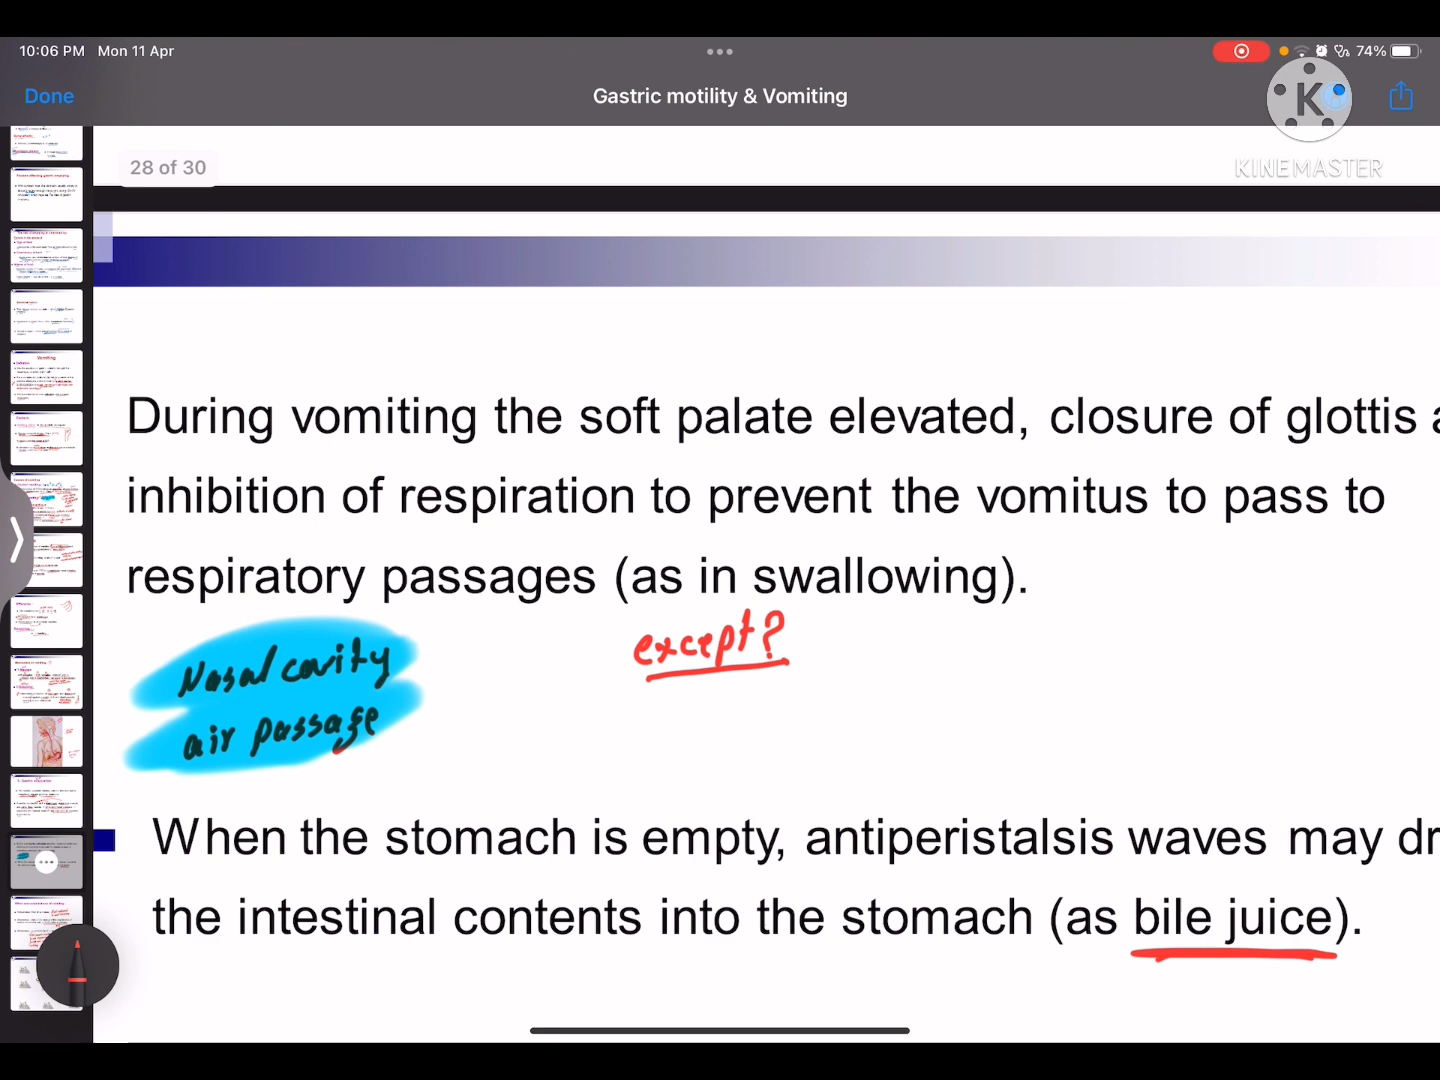 10:06 PM Mon 11 Apr
74%
Done
Gastric motility & Vomiting
K
KINEMASTER
28 of 30
During vomiting the soft palate elevated, closure of glottis a
inhibition of respiration to prevent the vomitus to pass to
respiratory passages (as in swallowing).
except?
Nasal cavity
air passage
When the stomach is empty, antiperistalsis waves may dr
the intestinal contents into the stomach (as bile juice).